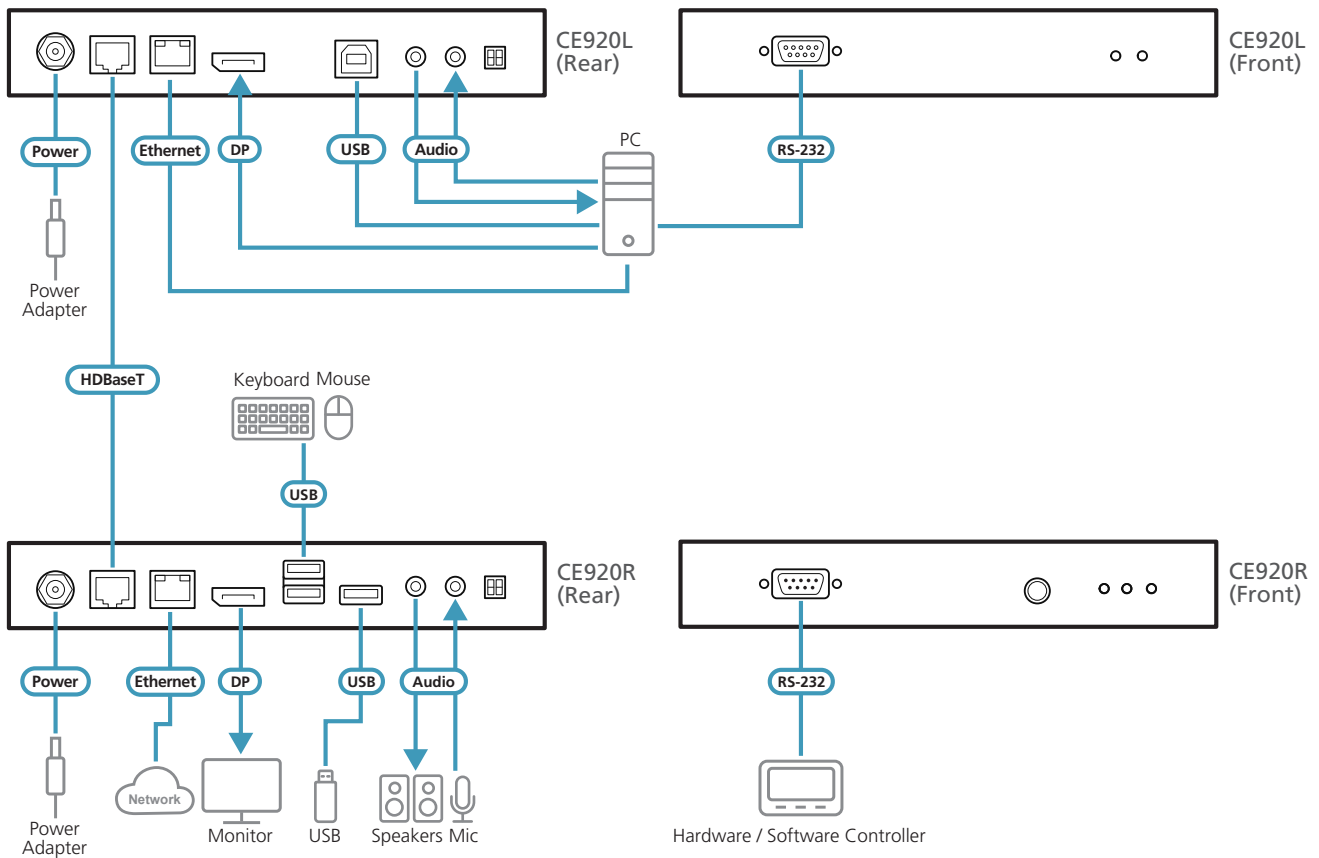 CE920L
(Rear)
CE920L
(Front)
Power
Ethernet
DP
USB
Audio
PC
RS-232
Power
Adapter
HDBaseT
Keyboard Mouse
USB
CE920R
(Rear)
CE920R
(Front)
Power
Ethernet
DP
USB
Audio
RS-232
Network
Power
Adapter
Monitor
USB
Speakers Mic
Hardware / Software Controller